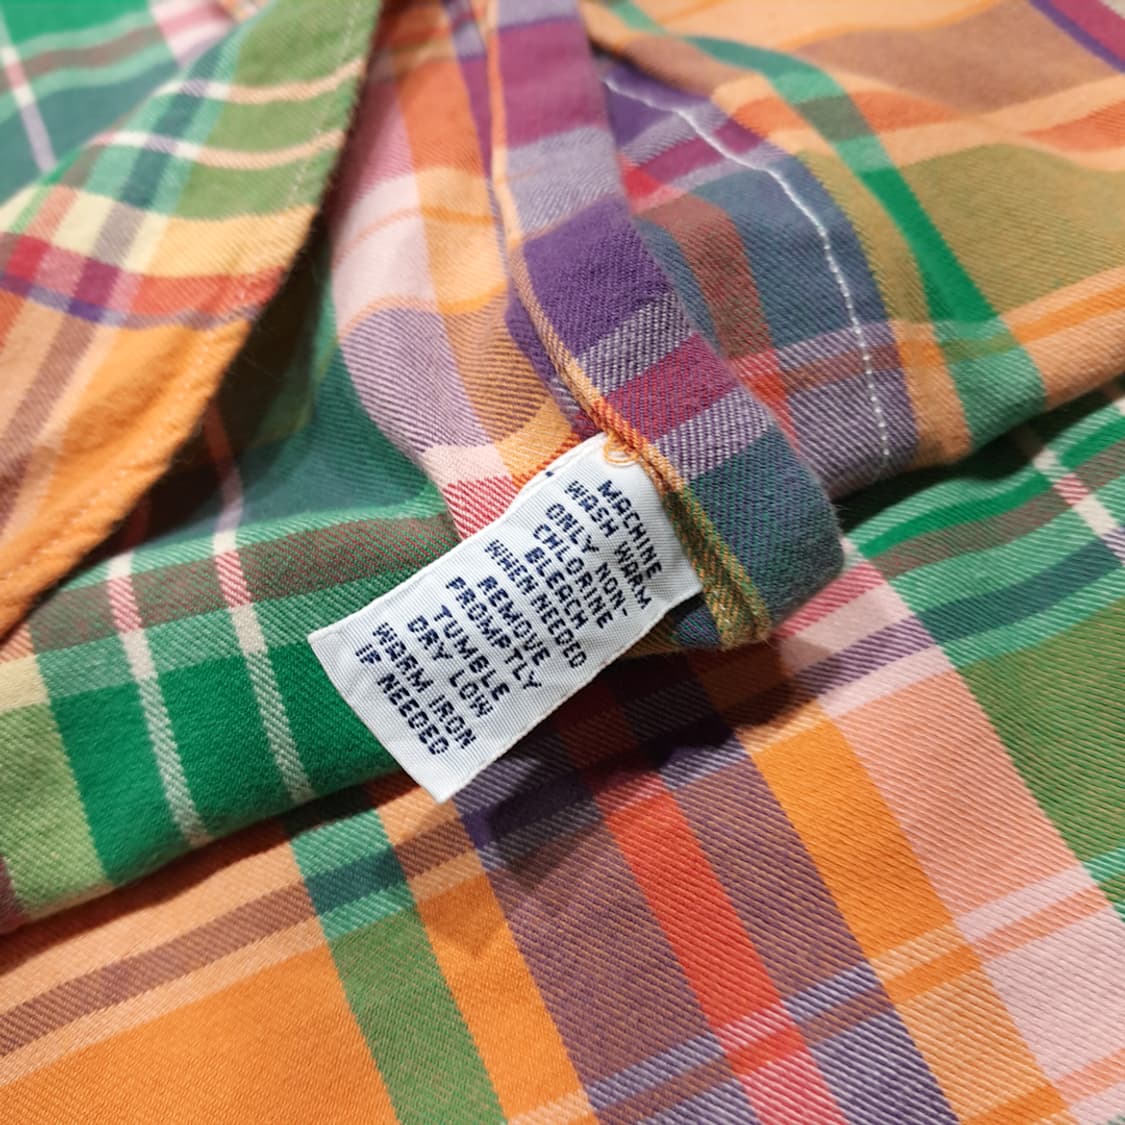 MACHINE
WASH WARM
ONLY NON-
CHLORINE
BLEACH
WHEN NEEDED
REMOVE
PROMPTLY
TUMBLE
DRY LOW
WARM IRON
IF NEEDED